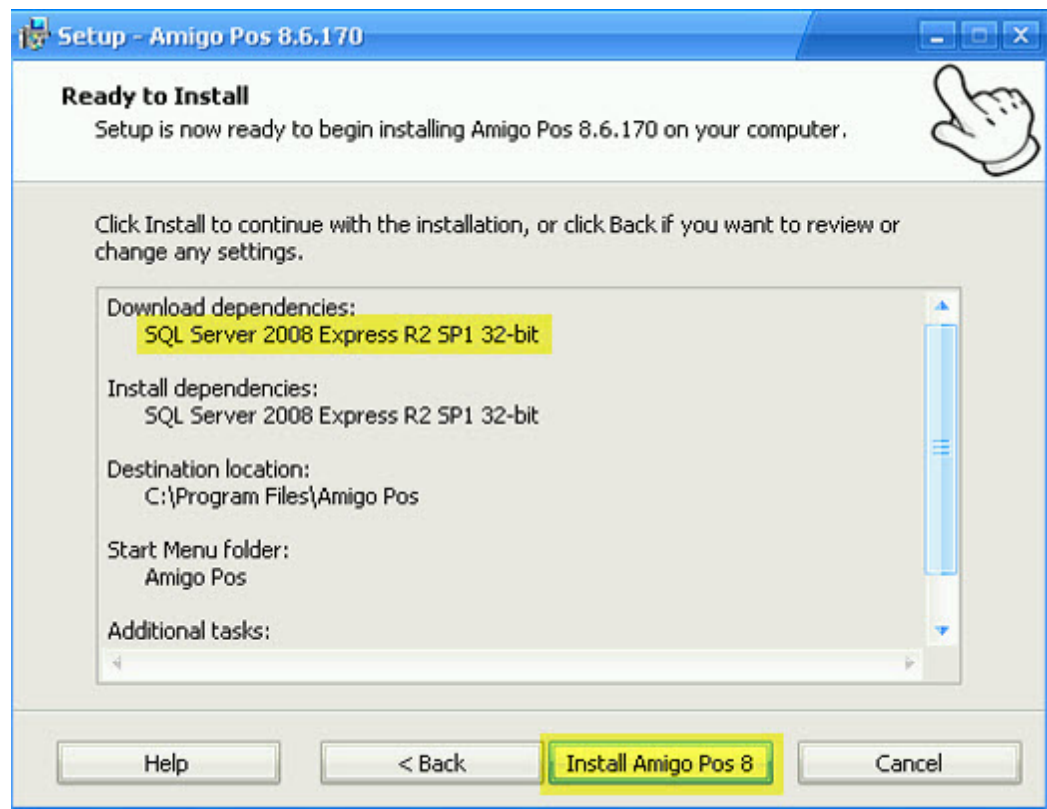 Setup - Amigo Pos 8.6.170
Ready to Install
Setup is now ready to begin installing Amigo Pos 8.6.170 on your computer.
Click Install to continue with the installation, or click Back if you want to review or
change any settings.
Download dependencies:
SQL Server 2008 Express R2 SP1 32-bit
Install dependencies:
SQL Server 2008 Express R2 SP1 32-bit
Destination location:
C:\Program Files\Amigo Pos
Start Menu folder:
Amigo Pos
Additional tasks:
Help
< Back
Install Amigo Pos 8
Cancel